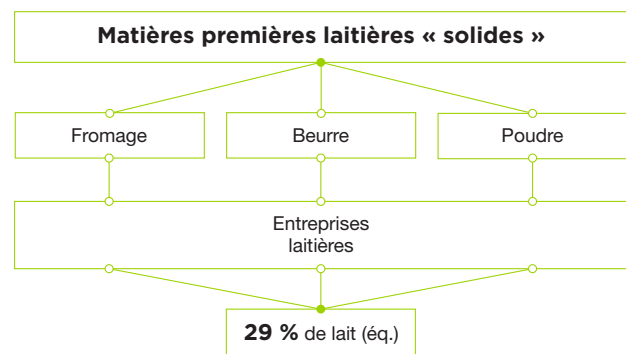 Matières premières laitières « solides »
Fromage
Beurre
Poudre
Entreprises
laitières
29 % de lait (éq.)